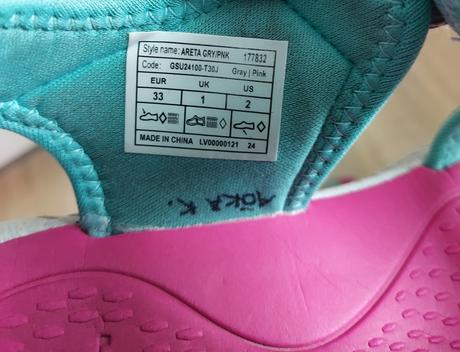 Style name: ARETA GRY/PNK 177832
Code: GSU24100-T30J Gray | Pink
EUR UK US
33 1 2
MADE IN CHINA LV00000121 24
AÖKA K.